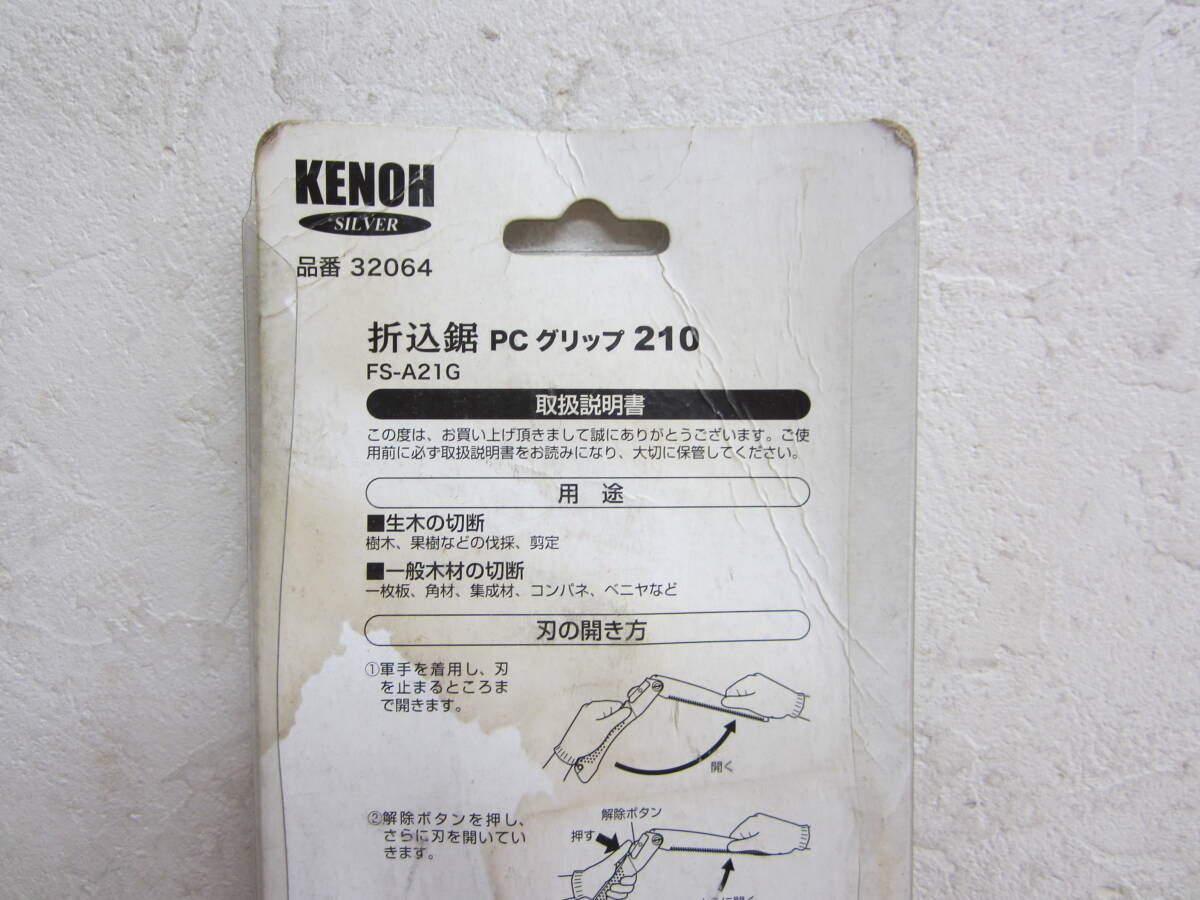 KENOH
SILVER
品番 32064
折込鋸 PC グリップ 210
FS-A21G
取扱説明書
この度は、お買い上げ頂きまして誠にありがとうございます。ご使
用前に必ず取扱説明書をお読みになり、大切に保管してください。
用 途
■生木の切断
樹木、果樹などの伐採、剪定
■一般木材の切断
一枚板、角材、集成材、コンパネ、ベニヤなど
刃の開き方
①軍手を着用し、刃
を止まるところま
で開きます。
開く
②解除ボタンを押し、
さらに刃を開いてい
きます。
解除ボタン
押す